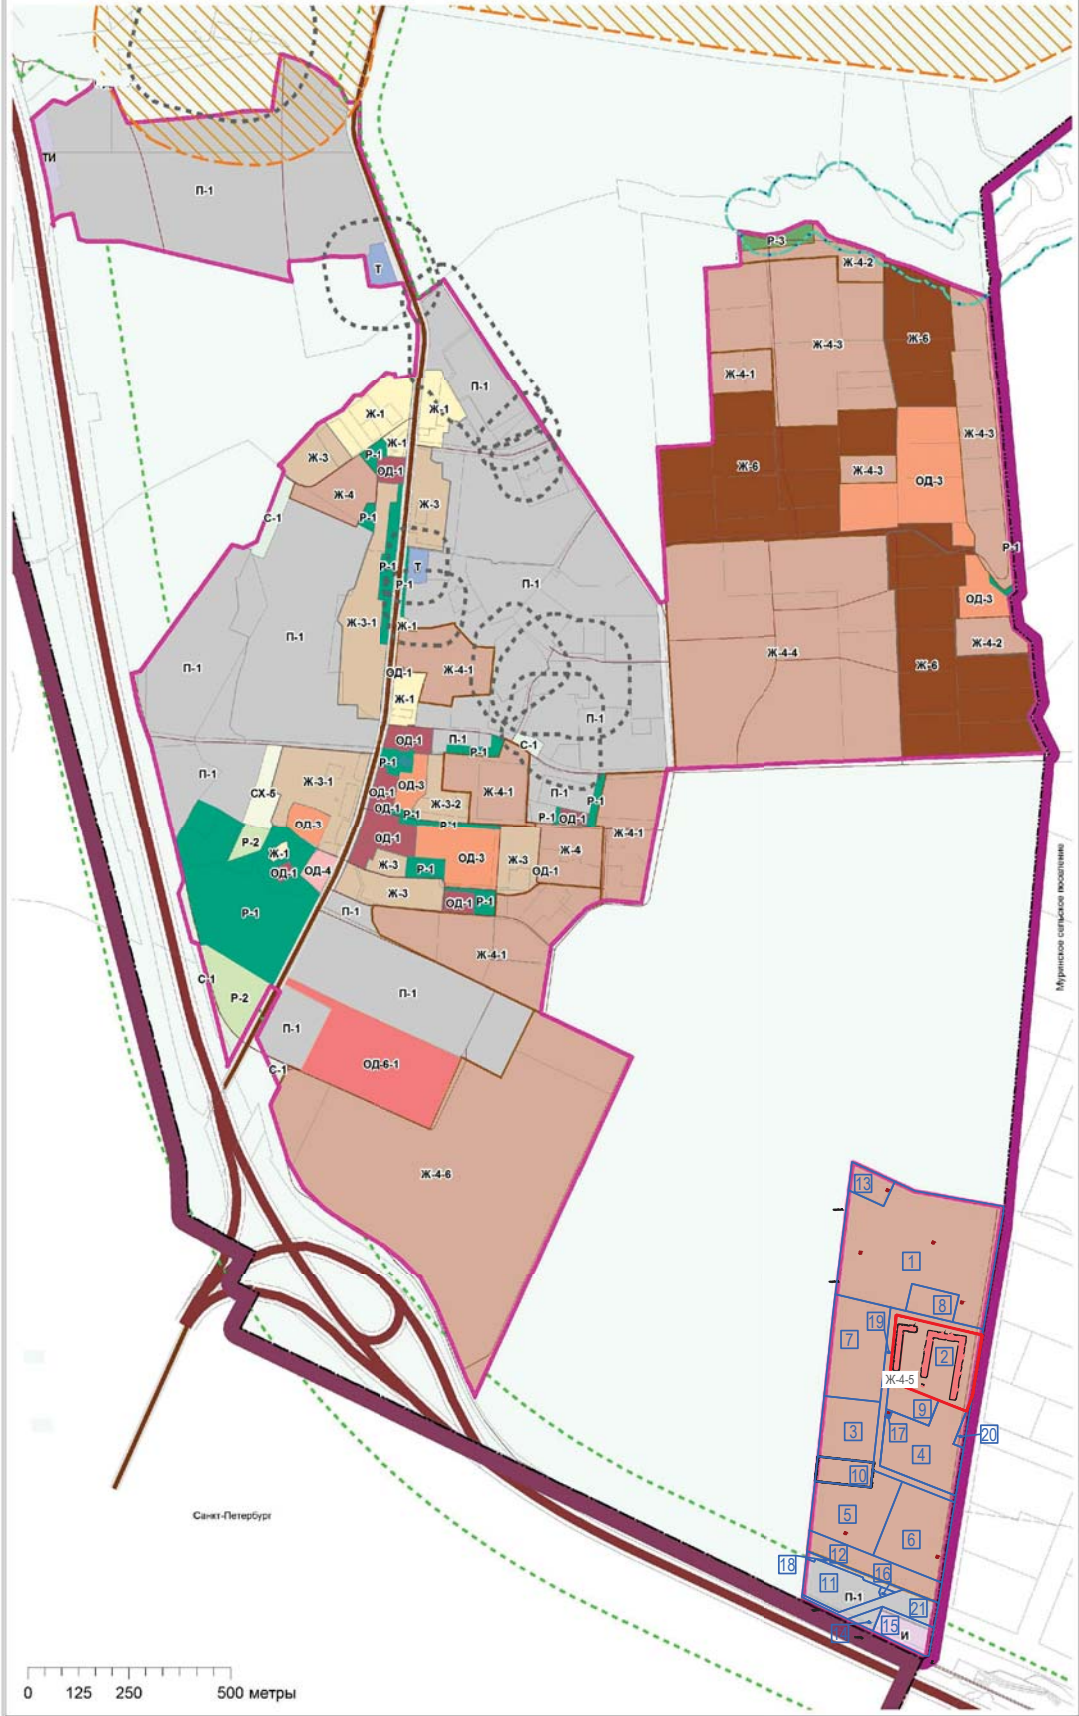 ТИ
П-1
Т
Р-3
Ж-4-2
Ж-4-3
Ж-6
Ж-4-1
Ж-4-3
Ж-6
Ж-4-3
ОД-3
Р-1
ОД-3
Ж-4-2
Ж-4-4
Ж-6
П-1
Ж-1
Ж-1
Ж-1
Р-1
Ж-3
ОД-1
Ж-4
Р-1
Ж-3
С-1
Р-1
Т
Р-1
П-1
Ж-3-1
Ж-1
П-1
П-1
ОД-1
Ж-4-1
Ж-1
П-1
ОД-1
П-1
Р-1
С-1
Р-1
П-1
Ж-3-1
СХ-5
ОД-1
ОД-3
Ж-4-1
П-1
Р-1
ОД-1
Р-1
Ж-3-2
Р-1
Р-1
ОД-1
Ж-4-1
ОД-3
ОД-1
Р-2
Ж-1
ОД-1
ОД-4
Ж-3
Р-1
ОД-3
Ж-3
Ж-4
ОД-1
Ж-3
ОД-1
Р-1
Р-1
П-1
Ж-4-1
С-1
Р-2
П-1
П-1
ОД-6-1
С-1
Ж-4-6
Муринское сельское поселение
13
1
8
19
7
2
Ж-4-5
9
3
17
20
4
10
5
6
12
18
16
11
П-1
21
15
14
И
Санкт-Петербург
0 125 250 500 метры